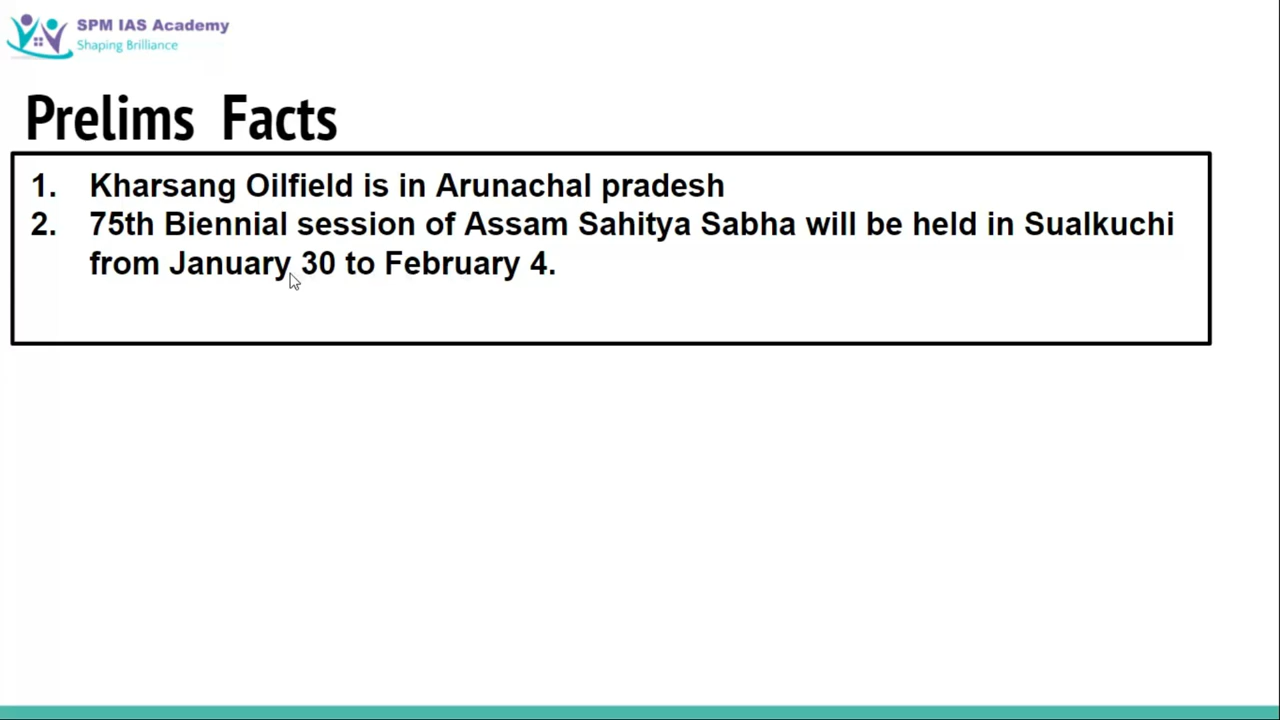 SPM IAS Academy
Shaping Brilliance
Prelims Facts
1. Kharsang Oilfield is in Arunachal pradesh
2. 75th Biennial session of Assam Sahitya Sabha will be held in Sualkuchi
from January 30 to February 4.